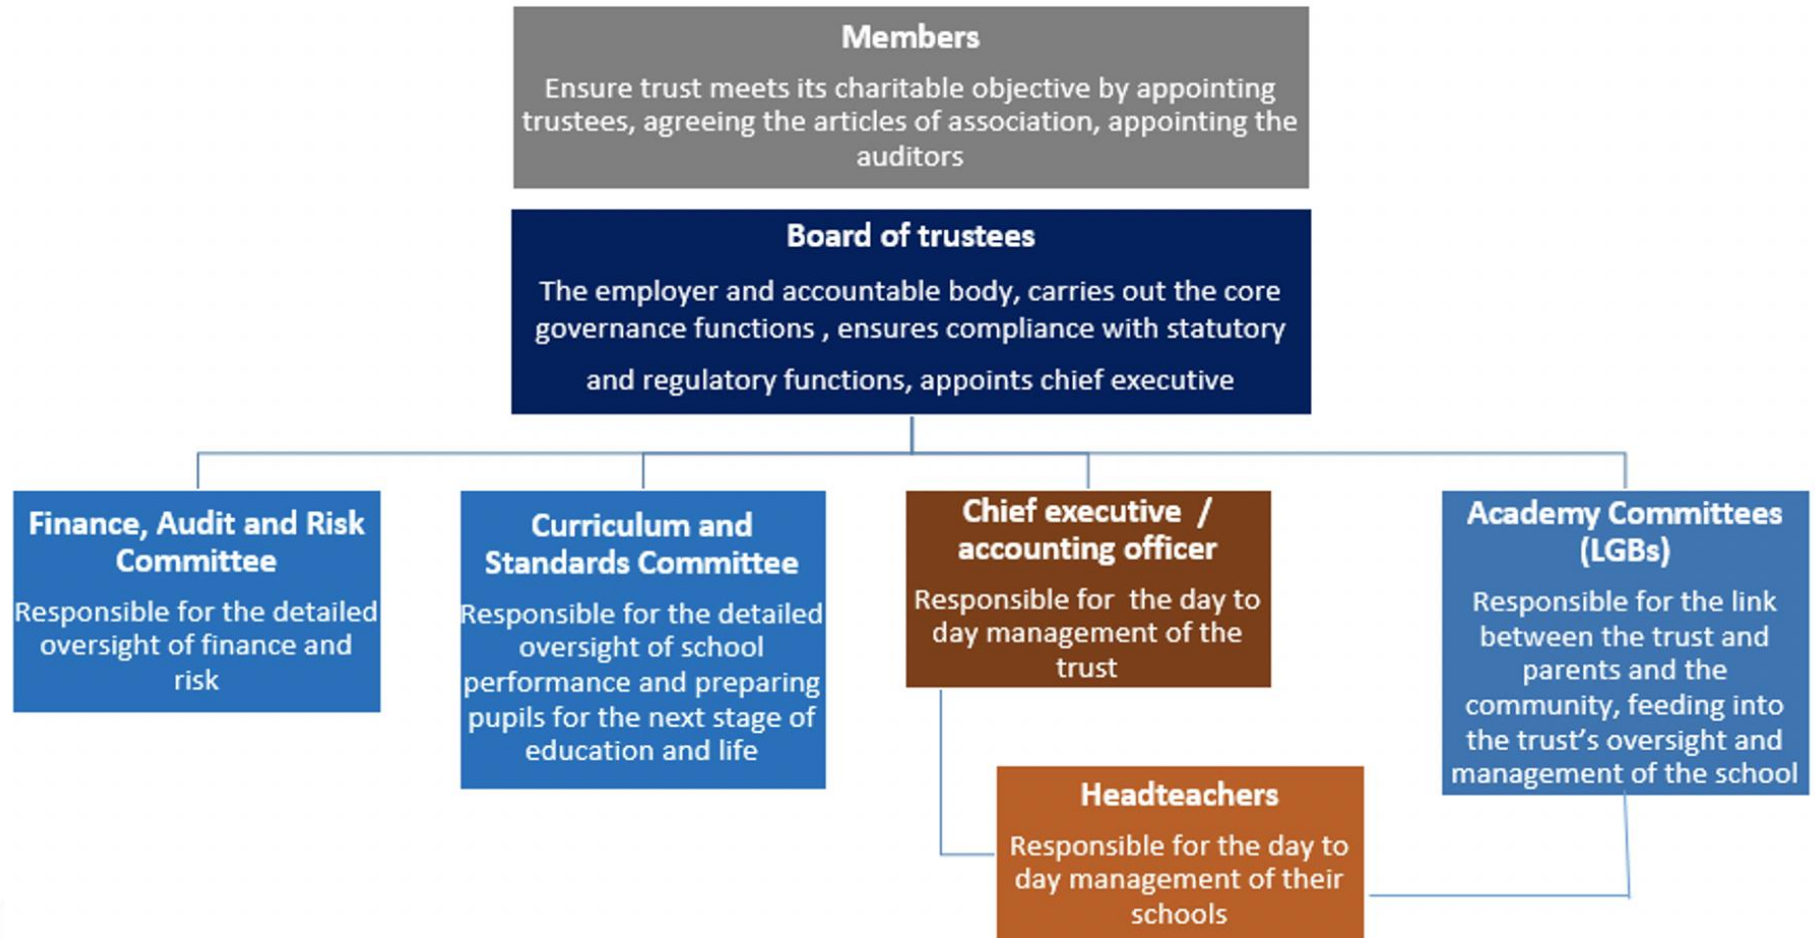 Members
Ensure trust meets its charitable objective by appointing
trustees, agreeing the articles of association, appointing the
auditors
Board of trustees
The employer and accountable body, carries out the core
governance functions , ensures compliance with statutory
and regulatory functions, appoints chief executive
Finance, Audit and Risk
Committee
Responsible for the detailed
oversight of finance and
risk
Curriculum and
Standards Committee
Responsible for the detailed
oversight of school
performance and preparing
pupils for the next stage of
education and life
Chief executive /
accounting officer
Responsible for the day to
day management of the
trust
Academy Committees
(LGBs)
Responsible for the link
between the trust and
parents and the
community, feeding into
the trust’s oversight and
management of the school
Headteachers
Responsible for the day to
day management of their
schools